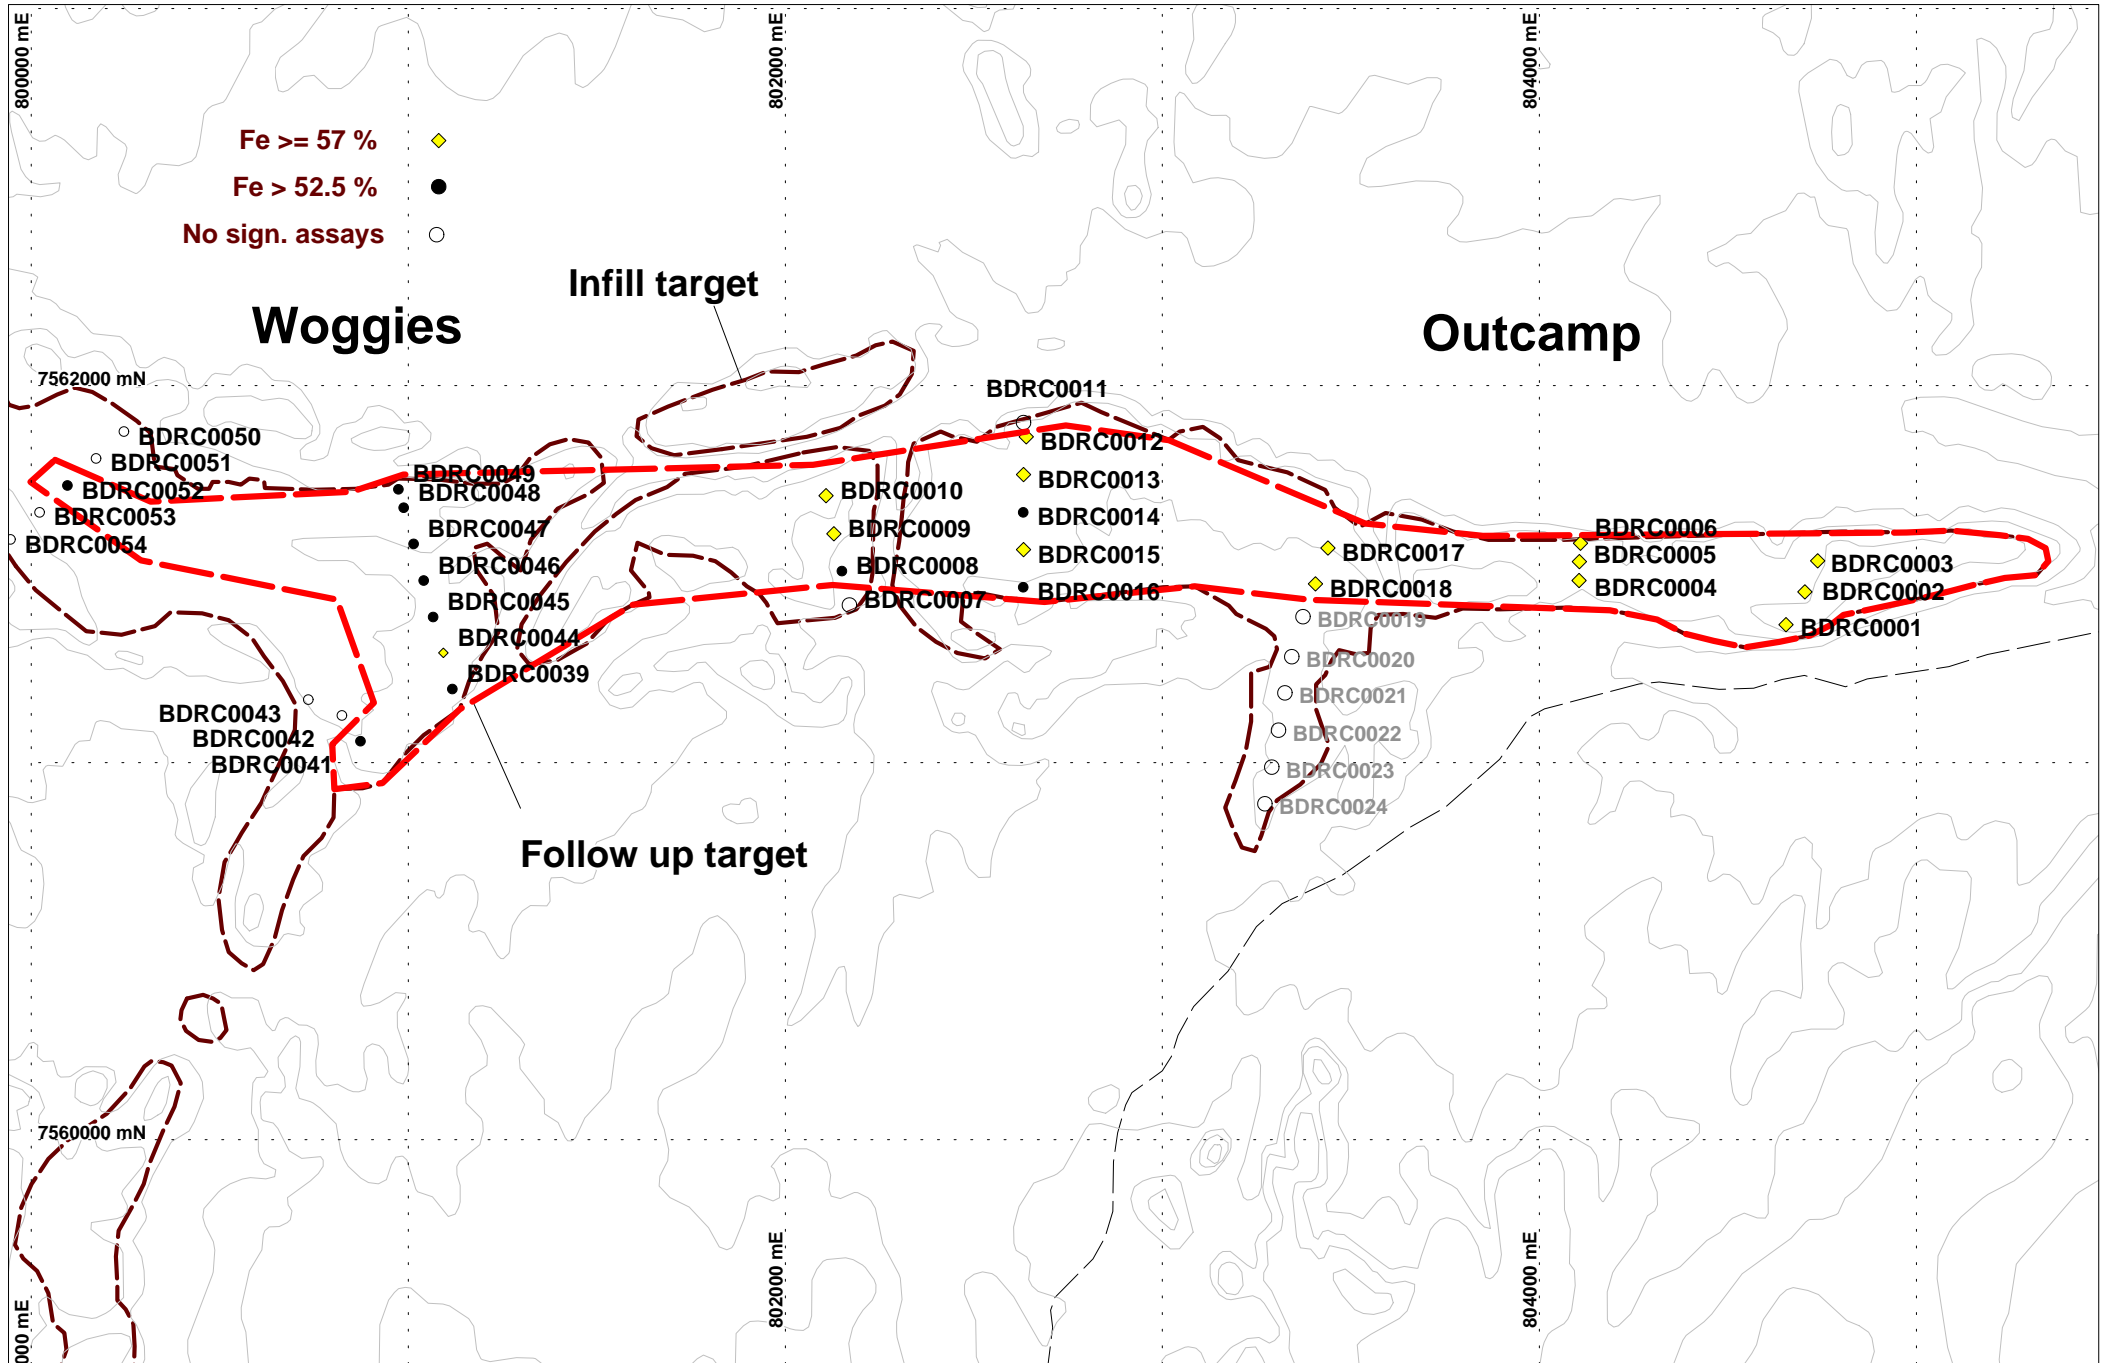 800000 mE
802000 mE
804000 mE
Fe >= 57 %
Fe > 52.5 %
No sign. assays
Infill target
Woggies
Outcamp
7562000 mN
BDRC0011
BDRC0050
BDRC0012
BDRC0051
BDRC0049
BDRC0013
BDRC0052
BDRC0048
BDRC0010
BDRC0053
BDRC0014
BDRC0047
BDRC0009
BDRC0006
BDRC0054
BDRC0015
BDRC0017
BDRC0005
BDRC0046
BDRC0008
BDRC0003
BDRC0016
BDRC0018
BDRC0004
BDRC0002
BDRC0045
BDRC0007
BDRC0019
BDRC0001
BDRC0044
BDRC0020
BDRC0039
BDRC0021
BDRC0043
BDRC0022
BDRC0042
BDRC0041
BDRC0023
BDRC0024
Follow up target
7560000 mN
000 mE
802000 mE
804000 mE